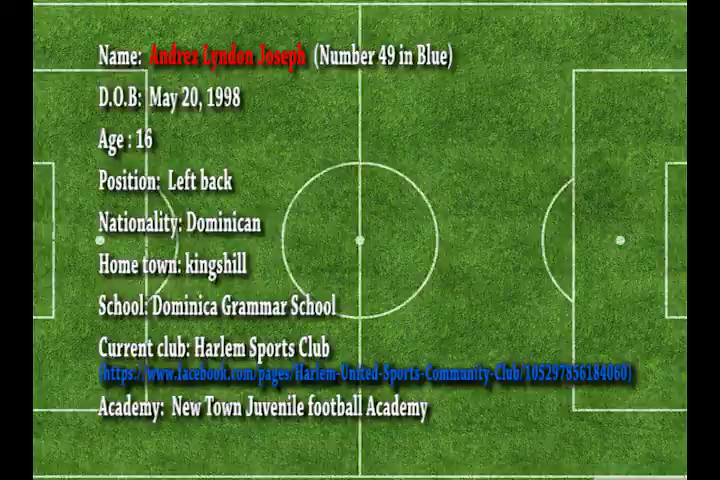 Name: Andrez Lyndon Joseph (Number 49 in Blue)
D.O.B: May 20, 1998
Age : 16
Position: Left back
Nationality: Dominican
Home town: kingshill
School: Dominica Grammar School
Current club: Harlem Sports Club
(https://www.facebook.com/pages/Harlem-United-Sports-Community-Club/105297856184060)
Academy: New Town Juvenile football Academy